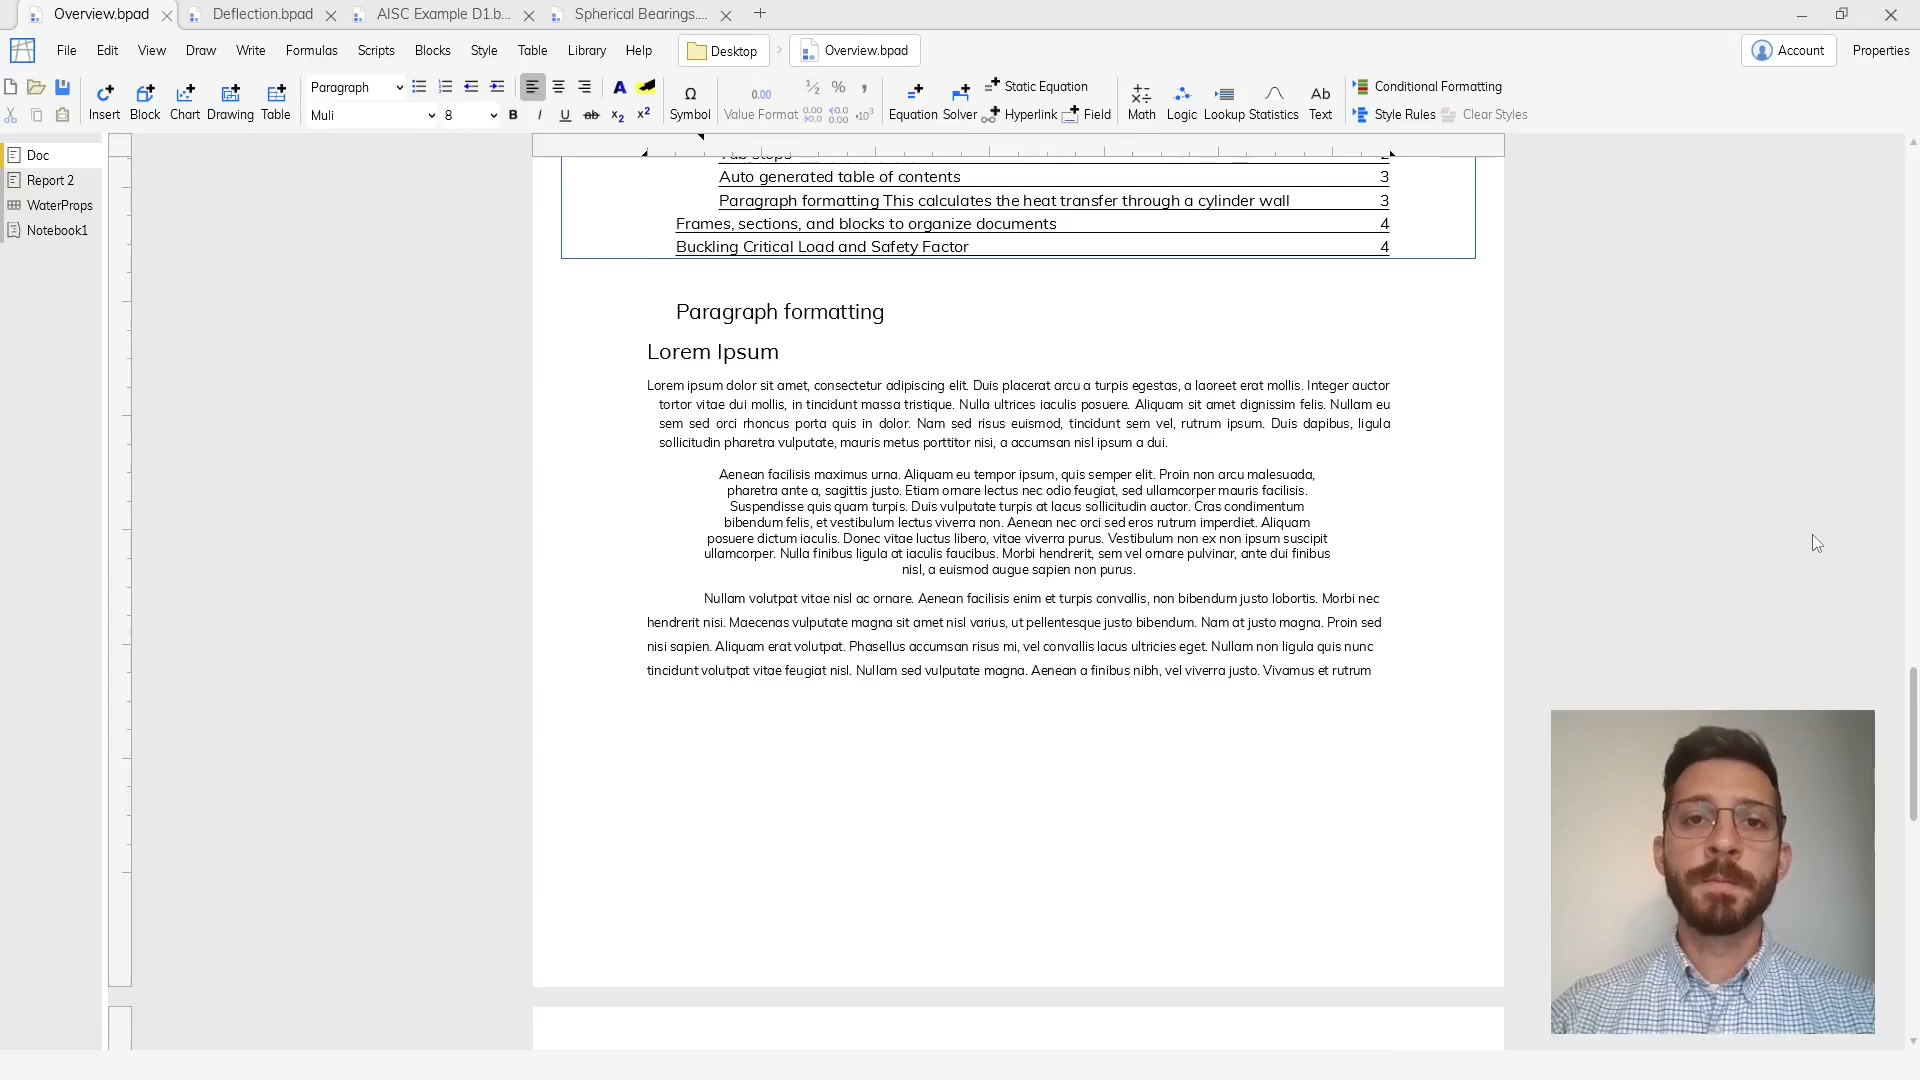 Overview.bpad
Deflection.bpad
AISC Example D1.b...
Spherical Bearings....
File Edit View Draw Write Formulas Scripts Blocks Style Table Library Help
Desktop
Overview.bpad
Account
Properties
Insert Block Chart Drawing Table
Paragraph
Muli
8
B I U ab x2 x2
A
Symbol
0.00
Value Format
½ % ,
Equation Solver
Static Equation
Hyperlink
Field
Math Logic Lookup Statistics
Ab
Text
Conditional Formatting
Style Rules
Clear Styles
Doc
Report 2
WaterProps
Notebook1
Tab stops 2
Auto generated table of contents 3
Paragraph formatting This calculates the heat transfer through a cylinder wall 3
Frames, sections, and blocks to organize documents 4
Buckling Critical Load and Safety Factor 4
Paragraph formatting
Lorem Ipsum
Lorem ipsum dolor sit amet, consectetur adipiscing elit. Duis placerat arcu a turpis egestas, a laoreet erat mollis. Integer auctor
tortor vitae dui mollis, in tincidunt massa tristique. Nulla ultrices iaculis posuere. Aliquam sit amet dignissim felis. Nullam eu
sem sed orci rhoncus porta quis in dolor. Nam sed risus euismod, tincidunt sem vel, rutrum ipsum. Duis dapibus, ligula
sollicitudin pharetra vulputate, mauris metus porttitor nisi, a accumsan nisl ipsum a dui.
Aenean facilisis maximus urna. Aliquam eu tempor ipsum, quis semper elit. Proin non arcu malesuada,
pharetra ante a, sagittis justo. Etiam ornare lectus nec odio feugiat, sed ullamcorper mauris facilisis.
Suspendisse quis quam turpis. Duis vulputate turpis at lacus sollicitudin auctor. Cras condimentum
bibendum felis, et vestibulum lectus viverra non. Aenean nec orci sed eros rutrum imperdiet. Aliquam
posuere dictum iaculis. Donec vitae luctus libero, vitae viverra purus. Vestibulum non ex non ipsum suscipit
ullamcorper. Nulla finibus ligula at iaculis faucibus. Morbi hendrerit, sem vel ornare pulvinar, ante dui finibus
nisl, a euismod augue sapien non purus.
Nullam volutpat vitae nisl ac ornare. Aenean facilisis enim et turpis convallis, non bibendum justo lobortis. Morbi nec
hendrerit nisi. Maecenas vulputate magna sit amet nisl varius, ut pellentesque justo bibendum. Nam at justo magna. Proin sed
nisi sapien. Aliquam erat volutpat. Phasellus accumsan risus mi, vel convallis lacus ultricies eget. Nullam non ligula quis nunc
tincidunt volutpat vitae feugiat nisl. Nullam sed vulputate magna. Aenean a finibus nibh, vel viverra justo. Vivamus et rutrum